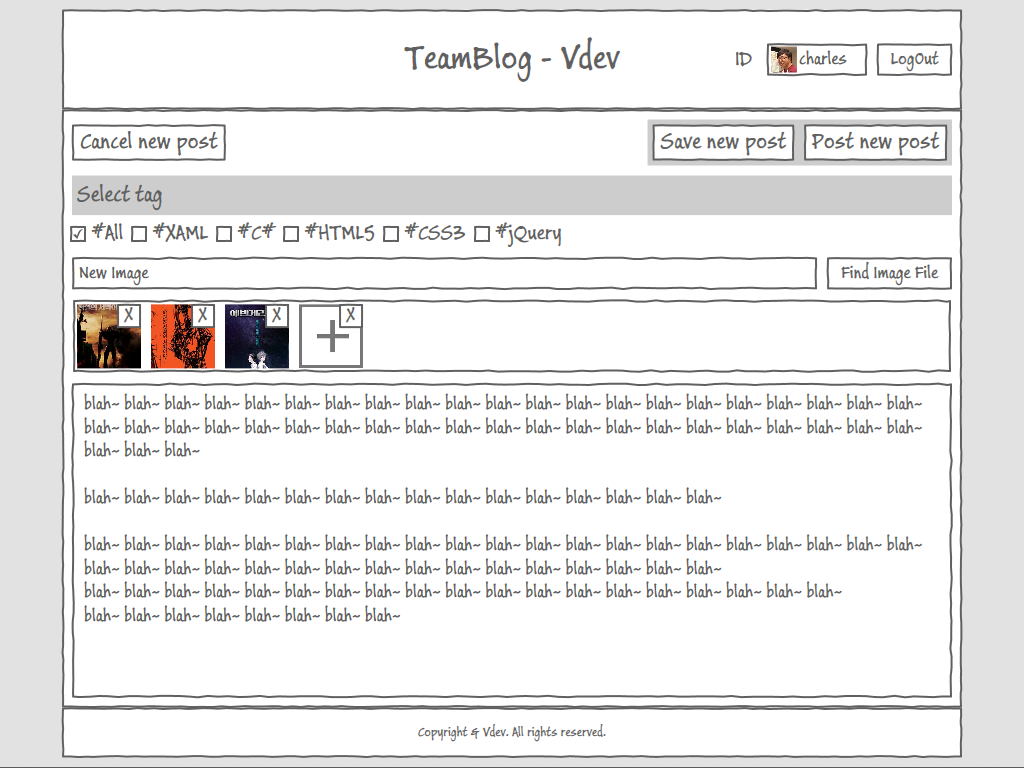 TeamBlog - Vdev
ID charles LogOut
Cancel new post Save new post Post new post
Select tag
#All #XAML #C# #HTML5 #CSS3 #jQuery
New Image Find Image File
X X X X
blah~ blah~ blah~ blah~ blah~ blah~ blah~ blah~ blah~ blah~ blah~ blah~ blah~ blah~ blah~ blah~ blah~ blah~ blah~ blah~ blah~
blah~ blah~ blah~ blah~ blah~ blah~ blah~ blah~ blah~ blah~ blah~ blah~ blah~ blah~ blah~ blah~ blah~ blah~ blah~ blah~ blah~
blah~ blah~ blah~
blah~ blah~ blah~ blah~ blah~ blah~ blah~ blah~ blah~ blah~ blah~ blah~ blah~ blah~ blah~ blah~
blah~ blah~ blah~ blah~ blah~ blah~ blah~ blah~ blah~ blah~ blah~ blah~ blah~ blah~ blah~ blah~ blah~ blah~ blah~ blah~ blah~
blah~ blah~ blah~ blah~ blah~ blah~ blah~ blah~ blah~ blah~ blah~ blah~ blah~ blah~ blah~ blah~
blah~ blah~ blah~ blah~ blah~ blah~ blah~ blah~ blah~ blah~ blah~ blah~ blah~ blah~ blah~ blah~ blah~ blah~ blah~
blah~ blah~ blah~ blah~ blah~ blah~ blah~ blah~
Copyright & Vdev. All rights reserved.